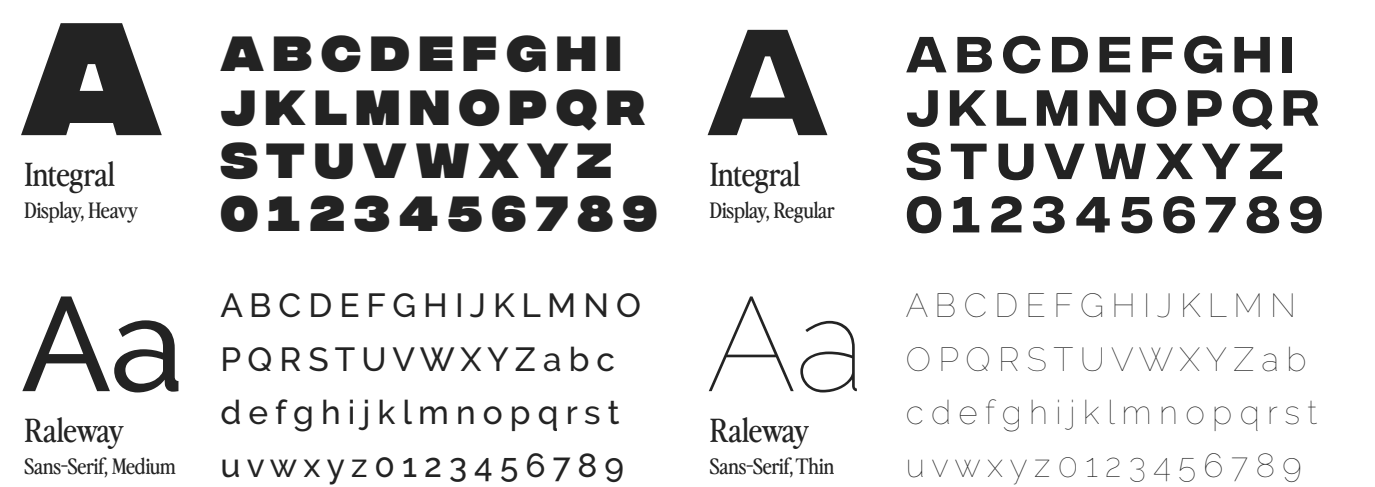 A
Integral
Display, Heavy
ABCDEFGHI
JKLMNOPQR
STUVWXYZ
0123456789
A
Integral
Display, Regular
ABCDEFGHI
JKLMNOPQR
STUVWXYZ
0123456789
Aa
Raleway
Sans-Serif, Medium
ABCDEFGHIJKLMNO
PQRSTUVWXYZabc
defghijklmnopqrst
uvwxyz0123456789
Aa
Raleway
Sans-Serif, Thin
ABCDEFGHIJKLMN
OPQRSTUVWXYZab
cdefghijklmnopqrst
uvwxyz0123456789